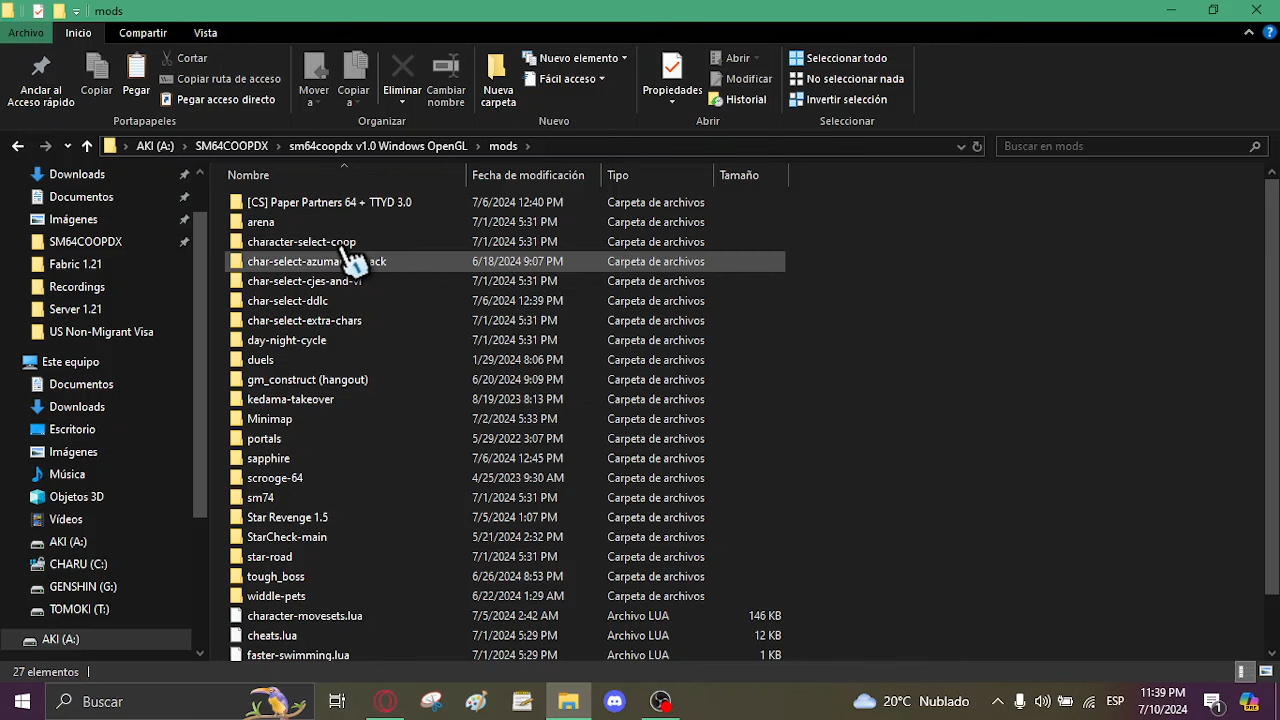 mods
Archivo
Inicio
Compartir
Vista
Anclar al
Acceso rápido
Copiar
Pegar
Cortar
Copiar ruta de acceso
Pegar acceso directo
Portapapeles
Mover
a
Copiar
a
Eliminar
Cambiar
nombre
Organizar
Nueva
carpeta
Nuevo elemento
Fácil acceso
Nuevo
Propiedades
Abrir
Modificar
Historial
Abrir
Seleccionar todo
No seleccionar nada
Invertir selección
Seleccionar
AKI (A:) > SM64COOPDX > sm64coopdx v1.0 Windows OpenGL > mods >
Buscar en mods
Downloads
Documentos
Imágenes
SM64COOPDX
Fabric 1.21
Recordings
Server 1.21
US Non-Migrant Visa
Este equipo
Documentos
Downloads
Escritorio
Imágenes
Música
Objetos 3D
Vídeos
AKI (A:)
CHARU (C:)
GENSHIN (G:)
TOMOKI (T:)
AKI (A:)
Nombre Fecha de modificación Tipo Tamaño
[CS] Paper Partners 64 + TTYD 3.0 7/6/2024 12:40 PM Carpeta de archivos
arena 7/1/2024 5:31 PM Carpeta de archivos
character-select-coop 7/1/2024 5:31 PM Carpeta de archivos
6/18/2024 9:07 PM Carpeta de archivos
7/1/2024 5:31 PM Carpeta de archivos
char-select-ddlc 7/6/2024 12:39 PM Carpeta de archivos
char-select-extra-chars 7/1/2024 5:31 PM Carpeta de archivos
day-night-cycle 7/1/2024 5:31 PM Carpeta de archivos
duels 1/29/2024 8:06 PM Carpeta de archivos
gm_construct (hangout) 6/20/2024 9:09 PM Carpeta de archivos
kedama-takeover 8/19/2023 8:13 PM Carpeta de archivos
Minimap 7/2/2024 5:33 PM Carpeta de archivos
portals 5/29/2022 3:07 PM Carpeta de archivos
sapphire 7/6/2024 12:45 PM Carpeta de archivos
scrooge-64 4/25/2023 9:30 AM Carpeta de archivos
sm74 7/1/2024 5:31 PM Carpeta de archivos
Star Revenge 1.5 7/5/2024 1:07 PM Carpeta de archivos
StarCheck-main 5/21/2024 2:32 PM Carpeta de archivos
star-road 7/1/2024 5:31 PM Carpeta de archivos
tough_boss 6/26/2024 8:53 PM Carpeta de archivos
widdle-pets 6/22/2024 1:29 AM Carpeta de archivos
character-movesets.lua 7/5/2024 2:42 AM Archivo LUA 146 KB
cheats.lua 7/1/2024 5:29 PM Archivo LUA 12 KB
faster-swimming.lua 7/1/2024 5:29 PM Archivo LUA 1 KB
27 elementos
Buscar
20°C Nublado
ESP
11:39 PM
7/10/2024